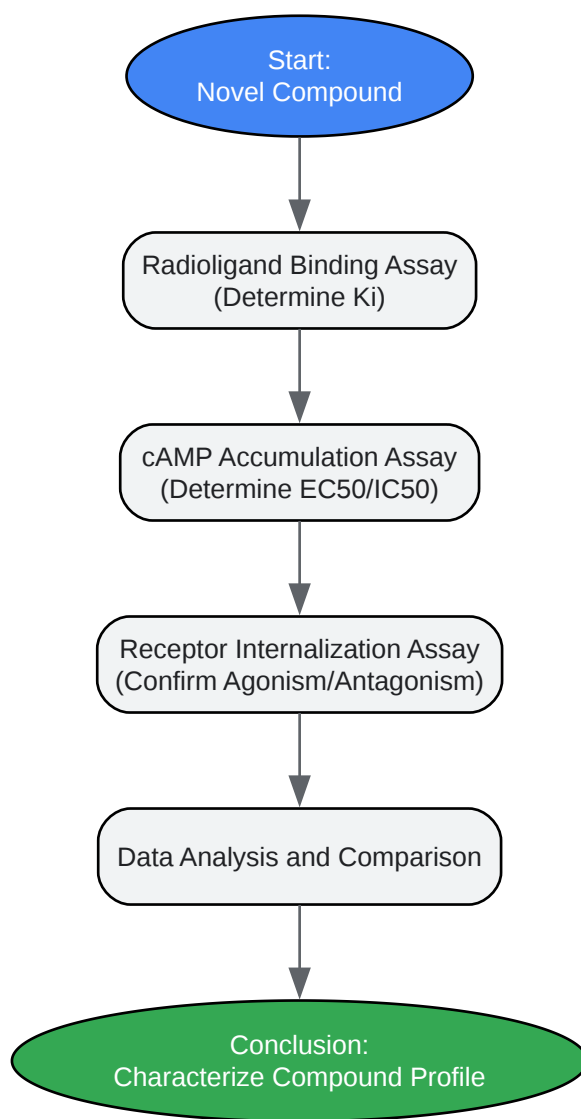 Start:
Novel Compound
Radioligand Binding Assay
(Determine Ki)
cAMP Accumulation Assay
(Determine EC50/IC50)
Receptor Internalization Assay
(Confirm Agonism/Antagonism)
Data Analysis and Comparison
Conclusion:
Characterize Compound Profile